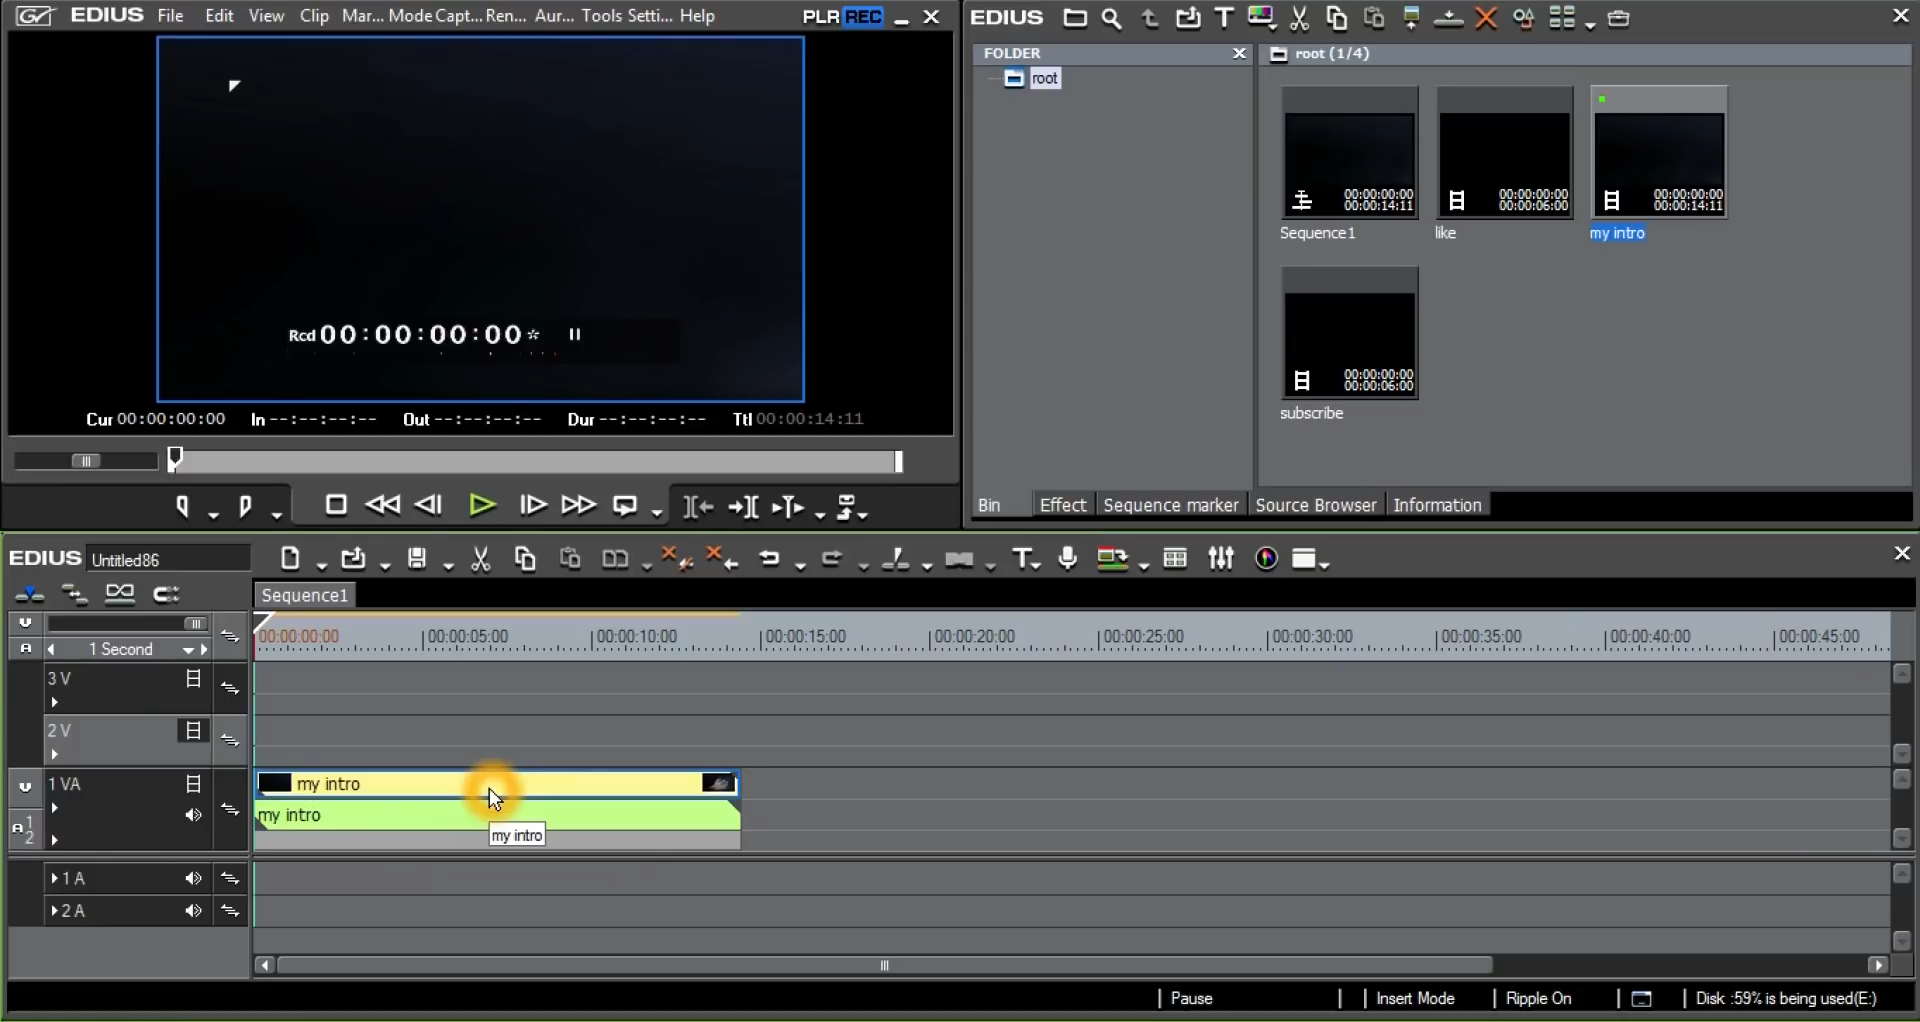 EDIUS File Edit View Clip Mar... Mode Capt... Ren... Aur... Tools Setti... Help PLR REC
Rcd 00:00:00:00
Cur 00:00:00:00 In --:--:--:-- Out --:--:--:-- Dur --:--:--:-- Ttl 00:00:14:11
EDIUS
FOLDER
root
root (1/4)
00:00:00:00
00:00:14:11
Sequence1
00:00:00:00
00:00:06:00
like
00:00:00:00
00:00:14:11
my intro
00:00:00:00
00:00:06:00
subscribe
Bin Effect Sequence marker Source Browser Information
EDIUS Untitled86
Sequence1
1 Second
00:00:00:00 00:00:05:00 00:00:10:00 00:00:15:00 00:00:20:00 00:00:25:00 00:00:30:00 00:00:35:00 00:00:40:00 00:00:45:00
3 V
2 V
V 1 VA
A 1 2
my intro
my intro
my intro
1 A
2 A
Pause Insert Mode Ripple On Disk :59% is being used(E:)